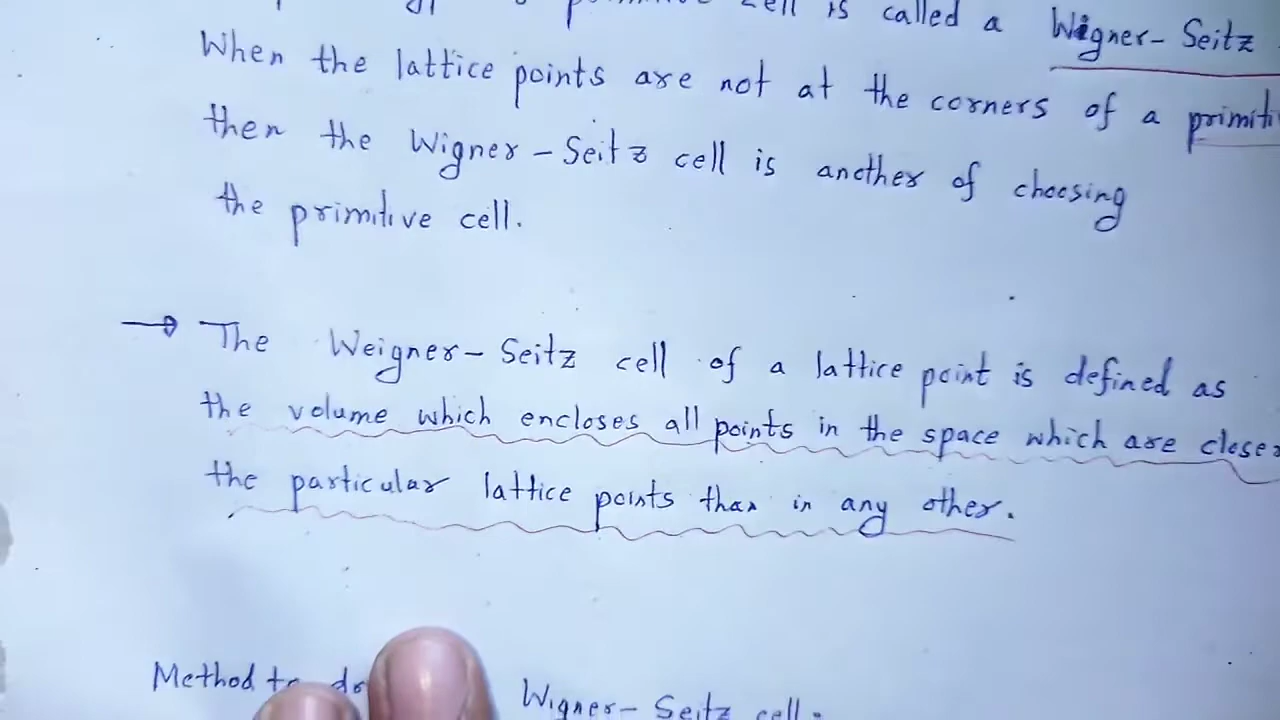 cell is called a Wigner-Seitz
When the lattice points are not at the corners of a primiti
then the Wigner-Seitz cell is another of choosing
the primitive cell.
→ The Weigner-Seitz cell of a lattice point is defined as
the volume which encloses all points in the space which are closer
the particular lattice points than in any other.
Method to Wigner-Seitz cell: